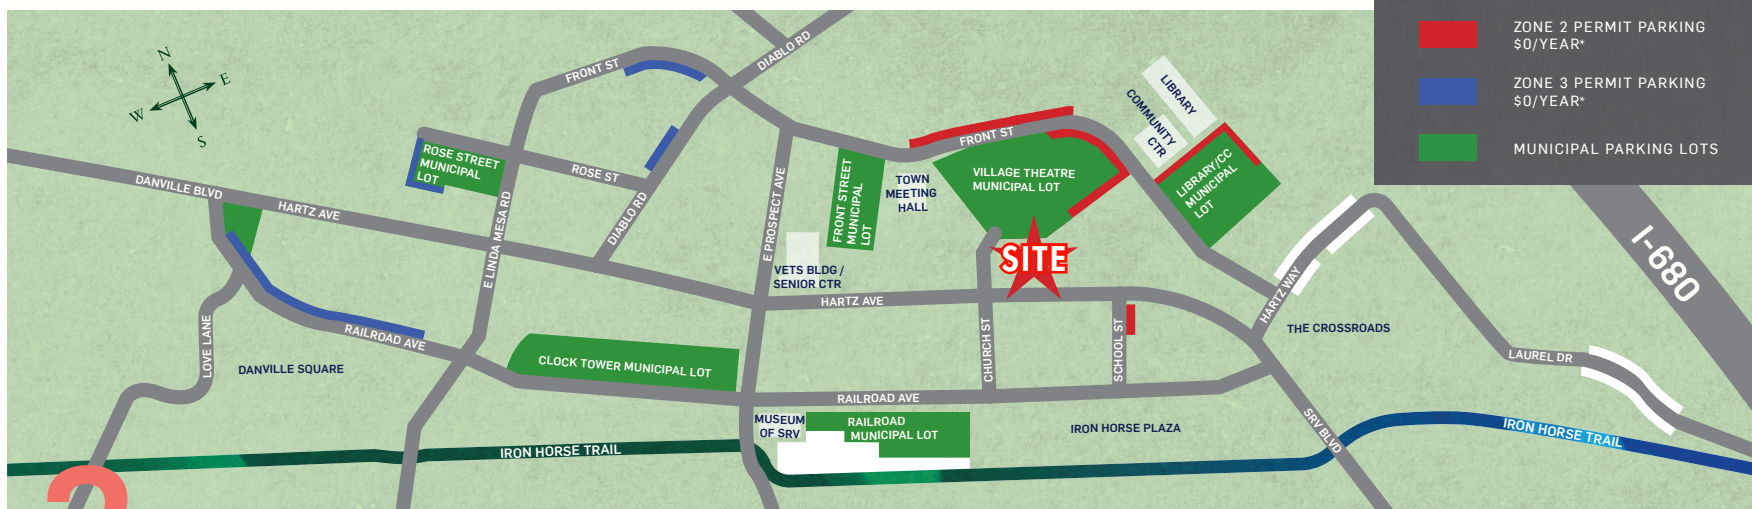 ZONE 2 PERMIT PARKING
$0/YEAR*
ZONE 3 PERMIT PARKING
$0/YEAR*
MUNICIPAL PARKING LOTS
N
E
W
S
FRONT ST
DIABLO RD
LIBRARY
COMMUNITY
CTR
FRONT ST
ROSE STREET
MUNICIPAL
LOT
ROSE ST
DANVILLE BLVD
HARTZ AVE
E LINDA MESA RD
DIABLO RD
E PROSPECT AVE
FRONT STREET
MUNICIPAL
LOT
TOWN
MEETING
HALL
VILLAGE THEATRE
MUNICIPAL LOT
LIBRARY/CC
MUNICIPAL
LOT
I-680
SITE
VETS BLDG /
SENIOR CTR
HARTZ AVE
HARTZ WAY
THE CROSSROADS
LOVE LANE
RAILROAD AVE
DANVILLE SQUARE
CLOCK TOWER MUNICIPAL LOT
CHURCH ST
SCHOOL ST
LAUREL DR
RAILROAD AVE
MUSEUM
OF SRV
RAILROAD
MUNICIPAL LOT
IRON HORSE PLAZA
SRV BLVD
IRON HORSE TRAIL
IRON HORSE TRAIL